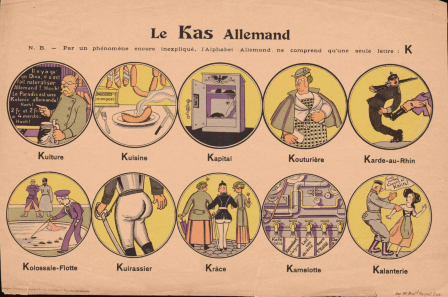 Le Kas Allemand
N. B. - Par un phénomène encore inexpliqué, l'Alphabet Allemand ne comprend qu'une seule lettre : K
Kulture
Kuisine
Kapital
Kouturière
Karde-au-Rhin
Kolossale-Flotte
Kuirassier
Krâce
Kamelotte
Kalanterie